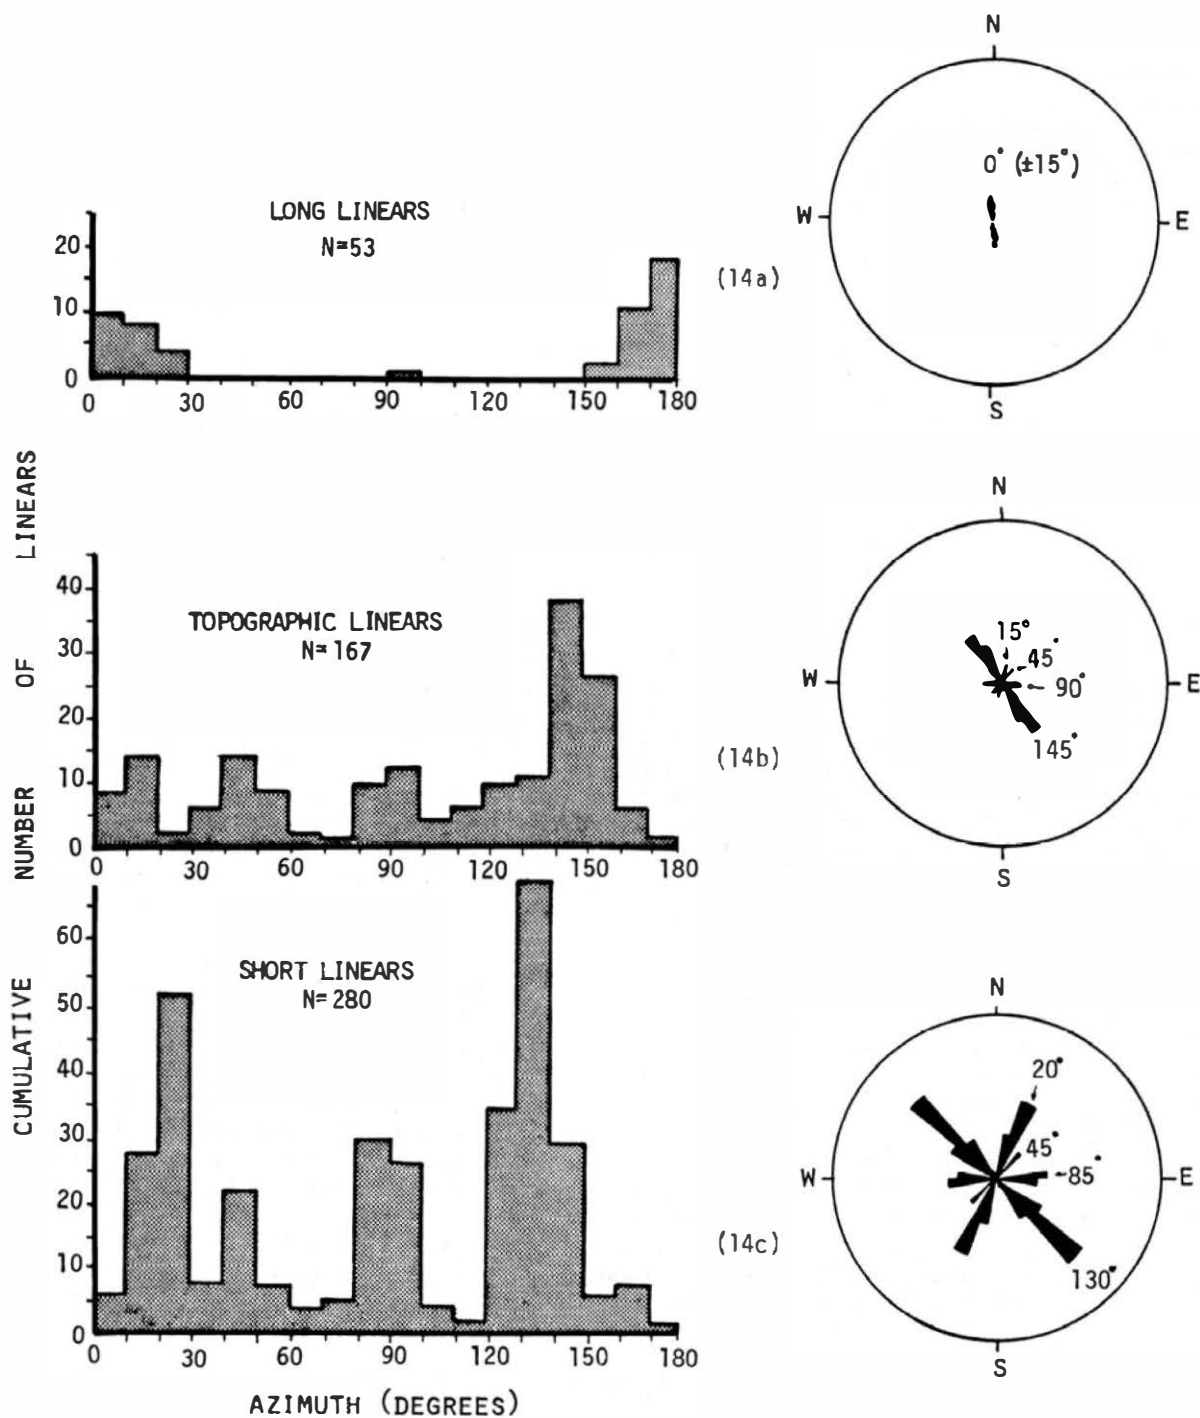 LONG LINEARS
N=53
20
10
0
0 30 60 90 120 150 180
(14a)
N
0° (±15°)
W E
S
TOPOGRAPHIC LINEARS
N=167
40
30
20
10
0
0 30 60 90 120 150 180
(14b)
N
15°
45°
W E
90°
145°
S
SHORT LINEARS
N=280
60
50
40
30
20
10
0
0 30 60 90 120 150 180
(14c)
N
20°
45°
W E
85°
130°
S
CUMULATIVE NUMBER OF LINEARS
AZIMUTH (DEGREES)